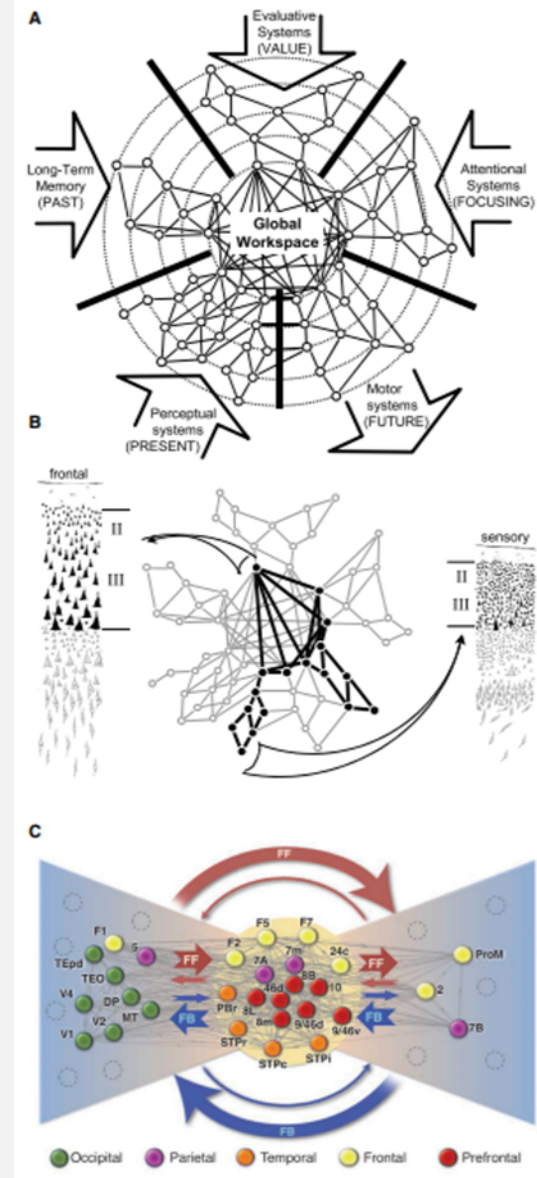 A
Evaluative
Systems
(VALUE)
Long-Term
Memory
(PAST)
Attentional
Systems
(FOCUSING)
Global
Workspace
Perceptual
systems
(PRESENT)
Motor
systems
(FUTURE)
B
frontal
II
III
sensory
II
III
C
FF
F1
5
TEpd
TEO
V4
DP
MT
V2
V1
FF
FB
F5
F7
F2
7m
24c
7A
8B
46d
10
PBr
8L
8m
9/46d
9/46v
STPr
STPc
STPi
FF
FB
ProM
2
7B
FB
Occipital
Parietal
Temporal
Frontal
Prefrontal